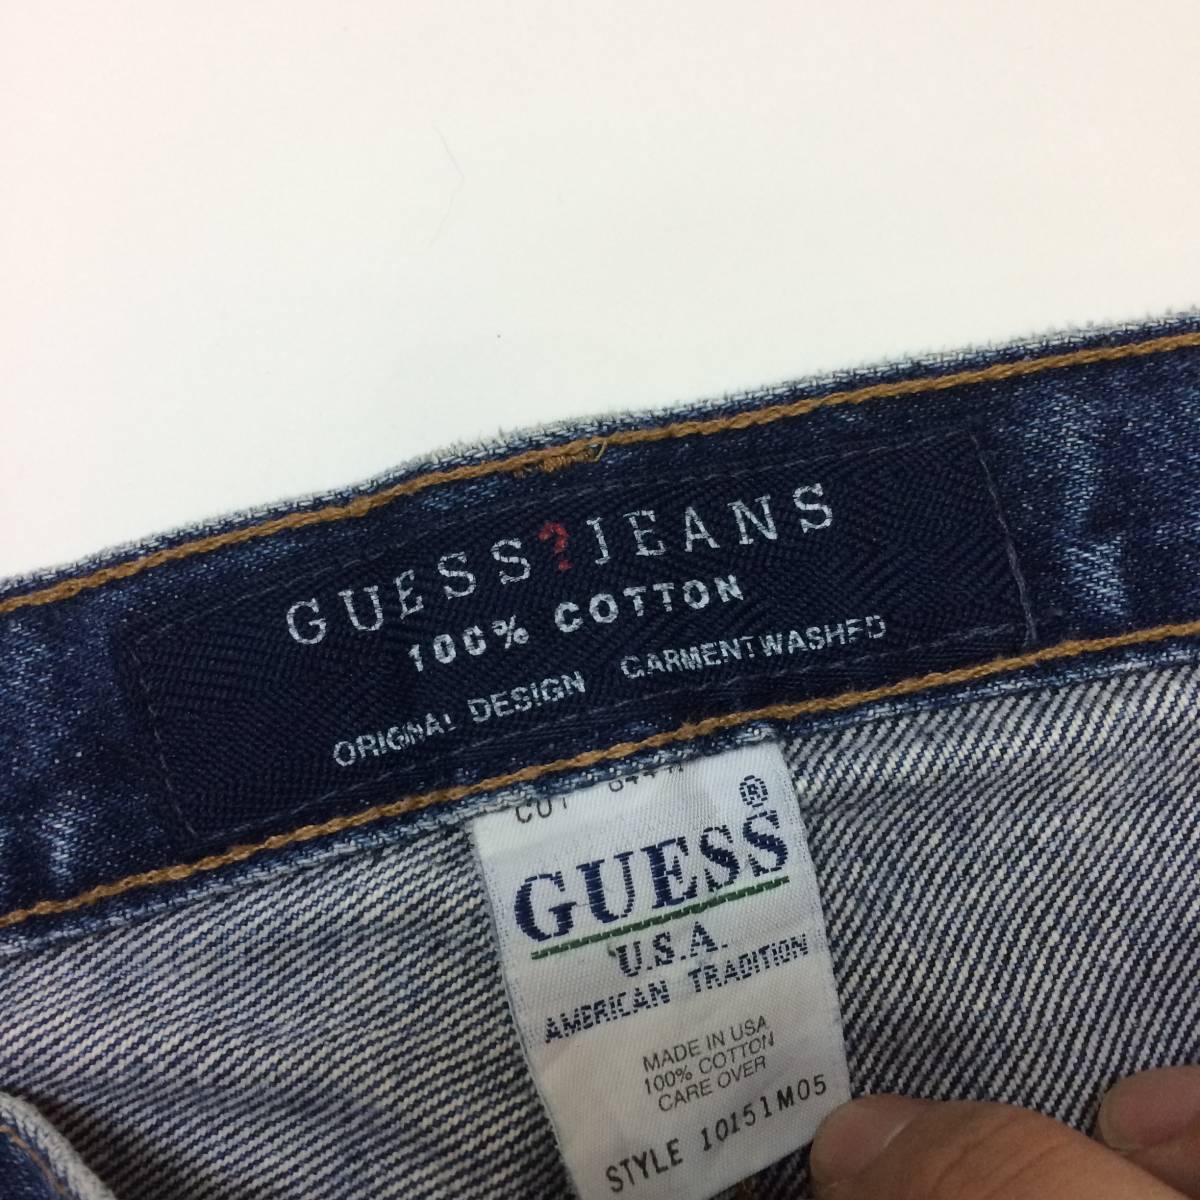 GUESS?JEANS
100% COTTON
ORIGINAL DESIGN GARMENTWASHED
CUT
GUESS®
U.S.A.
AMERICAN TRADITION
MADE IN USA
100% COTTON
CARE OVER
STYLE 10151M05